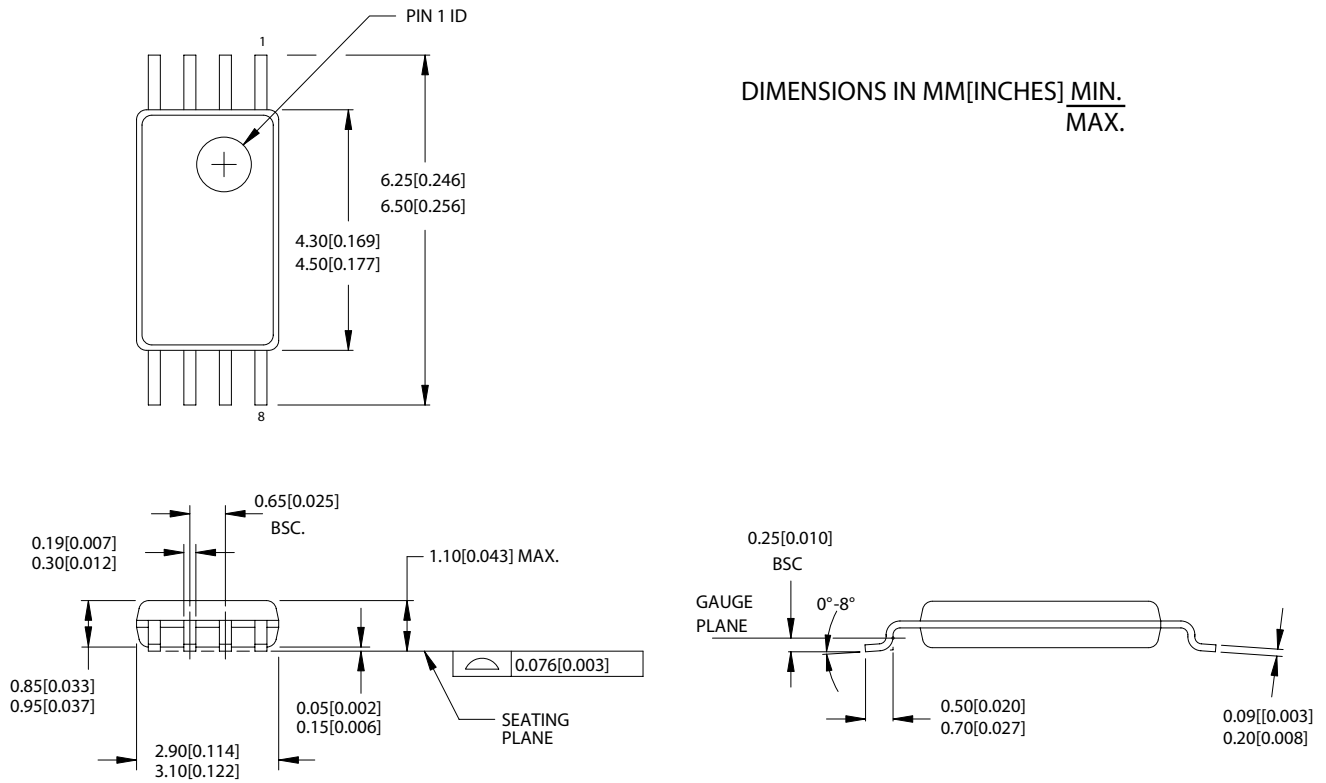 PIN 1 ID
1
DIMENSIONS IN MM[INCHES] MIN.
MAX.
6.25[0.246]
6.50[0.256]
4.30[0.169]
4.50[0.177]
8
0.65[0.025]
BSC.
0.19[0.007]
0.30[0.012]
1.10[0.043] MAX.
0.076[0.003]
0.85[0.033]
0.95[0.037]
0.05[0.002]
0.15[0.006]
SEATING
PLANE
2.90[0.114]
3.10[0.122]
0.25[0.010]
BSC
GAUGE
PLANE
0°-8°
0.50[0.020]
0.70[0.027]
0.09[[0.003]
0.20[0.008]